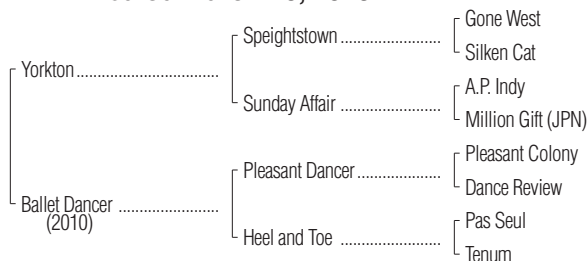 Gone West
Speightstown
Silken Cat
Yorkton
A.P. Indy
Sunday Affair
Million Gift (JPN)
Pleasant Colony
Pleasant Dancer
Dance Review
Ballet Dancer
(2010)
Pas Seul
Heel and Toe
Tenum